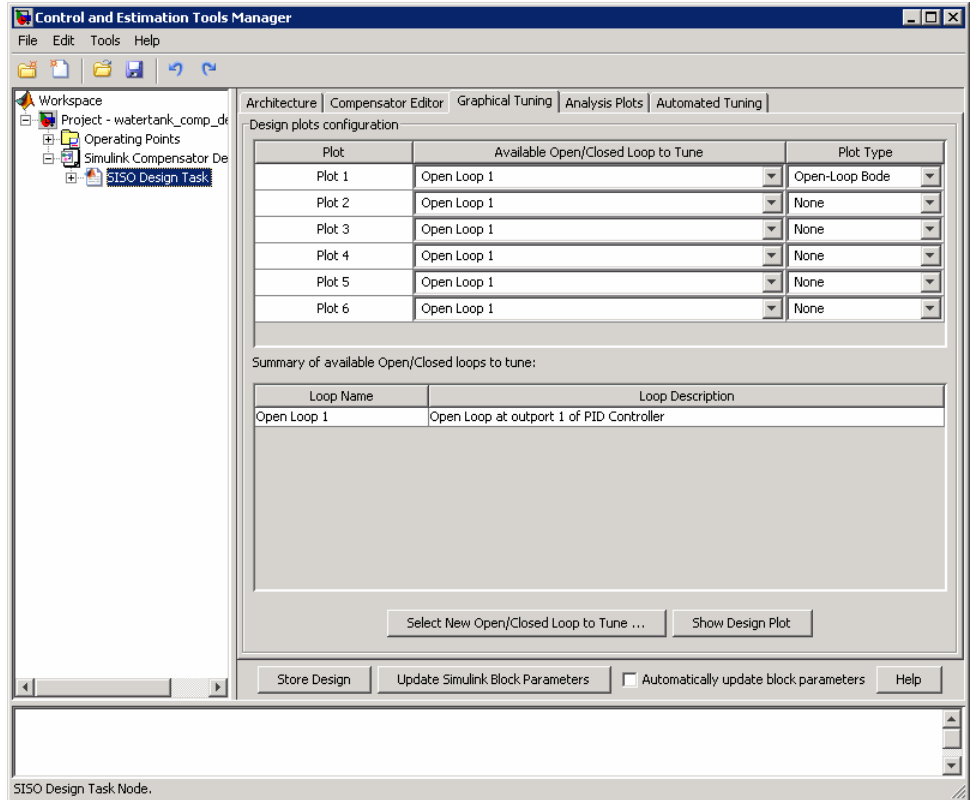 Control and Estimation Tools Manager
File Edit Tools Help
Workspace
Project - watertank_comp_de
Operating Points
Simulink Compensator De
SISO Design Task
Architecture Compensator Editor Graphical Tuning Analysis Plots Automated Tuning
Design plots configuration
Plot Available Open/Closed Loop to Tune Plot Type
Plot 1 Open Loop 1 Open-Loop Bode
Plot 2 Open Loop 1 None
Plot 3 Open Loop 1 None
Plot 4 Open Loop 1 None
Plot 5 Open Loop 1 None
Plot 6 Open Loop 1 None
Summary of available Open/Closed loops to tune:
Loop Name Loop Description
Open Loop 1 Open Loop at outport 1 of PID Controller
Select New Open/Closed Loop to Tune ... Show Design Plot
Store Design Update Simulink Block Parameters Automatically update block parameters Help
SISO Design Task Node.